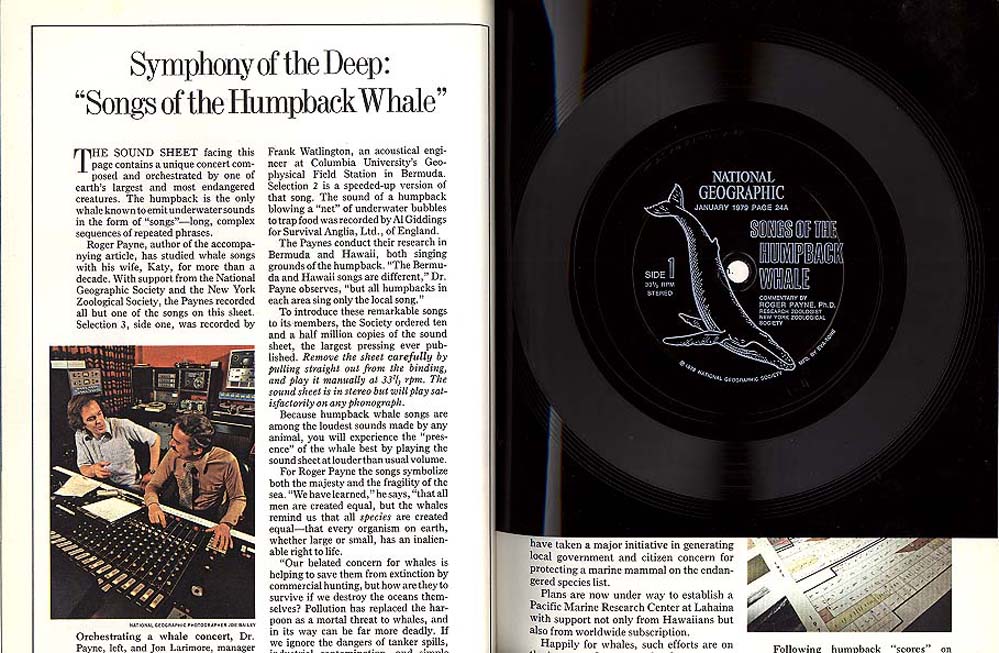 Symphony of the Deep:
“Songs of the Humpback Whale”
THE SOUND SHEET facing this
page contains a unique concert com-
posed and orchestrated by one of
earth's largest and most endangered
creatures. The humpback is the only
whale known to emit underwater sounds
in the form of “songs”—long, complex
sequences of repeated phrases.
Roger Payne, author of the accompa-
nying article, has studied whale songs
with his wife, Katy, for more than a
decade. With support from the National
Geographic Society and the New York
Zoological Society, the Paynes recorded
all but one of the songs on this sheet.
Selection 3, side one, was recorded by
NATIONAL GEOGRAPHIC PHOTOGRAPHER JOE BAILEY
Orchestrating a whale concert, Dr.
Payne, left, and Jon Larimore, manager
Frank Watlington, an acoustical engi-
neer at Columbia University's Geo-
physical Field Station in Bermuda.
Selection 2 is a speeded-up version of
that song. The sound of a humpback
blowing a “net” of underwater bubbles
to trap food was recorded by Al Giddings
for Survival Anglia, Ltd., of England.
The Paynes conduct their research in
Bermuda and Hawaii, both singing
grounds of the humpback. “The Bermu-
da and Hawaii songs are different,” Dr.
Payne observes, “but all humpbacks in
each area sing only the local song.”
To introduce these remarkable songs
to its members, the Society ordered ten
and a half million copies of the sound
sheet, the largest pressing ever pub-
lished. Remove the sheet carefully by
pulling straight out from the binding,
and play it manually at 33⅓ rpm. The
sound sheet is in stereo but will play sat-
isfactorily on any phonograph.
Because humpback whale songs are
among the loudest sounds made by any
animal, you will experience the “pres-
ence” of the whale best by playing the
sound sheet at louder than usual volume.
For Roger Payne the songs symbolize
both the majesty and the fragility of the
sea. “We have learned,” he says, “that all
men are created equal, but the whales
remind us that all species are created
equal—that every organism on earth,
whether large or small, has an inalien-
able right to life.
“Our belated concern for whales is
helping to save them from extinction by
commercial hunting, but how are they to
survive if we destroy the oceans them-
selves? Pollution has replaced the har-
poon as a mortal threat to whales, and
in its way can be far more deadly. If
we ignore the dangers of tanker spills,
industrial contamination, and simple
NATIONAL
GEOGRAPHIC
JANUARY 1979 PAGE 24A
SONGS OF THE
HUMPBACK
WHALE
SIDE 1
33⅓ RPM
STEREO
COMMENTARY BY
ROGER PAYNE, Ph.D.
RESEARCH ZOOLOGIST
NEW YORK ZOOLOGICAL
SOCIETY
© 1978 NATIONAL GEOGRAPHIC SOCIETY
MFD. BY EVA-TONE
have taken a major initiative in generating
local government and citizen concern for
protecting a marine mammal on the endan-
gered species list.
Plans are now under way to establish a
Pacific Marine Research Center at Lahaina
with support not only from Hawaiians but
also from worldwide subscription.
Happily for whales, such efforts are on
Following humpback “scores” on